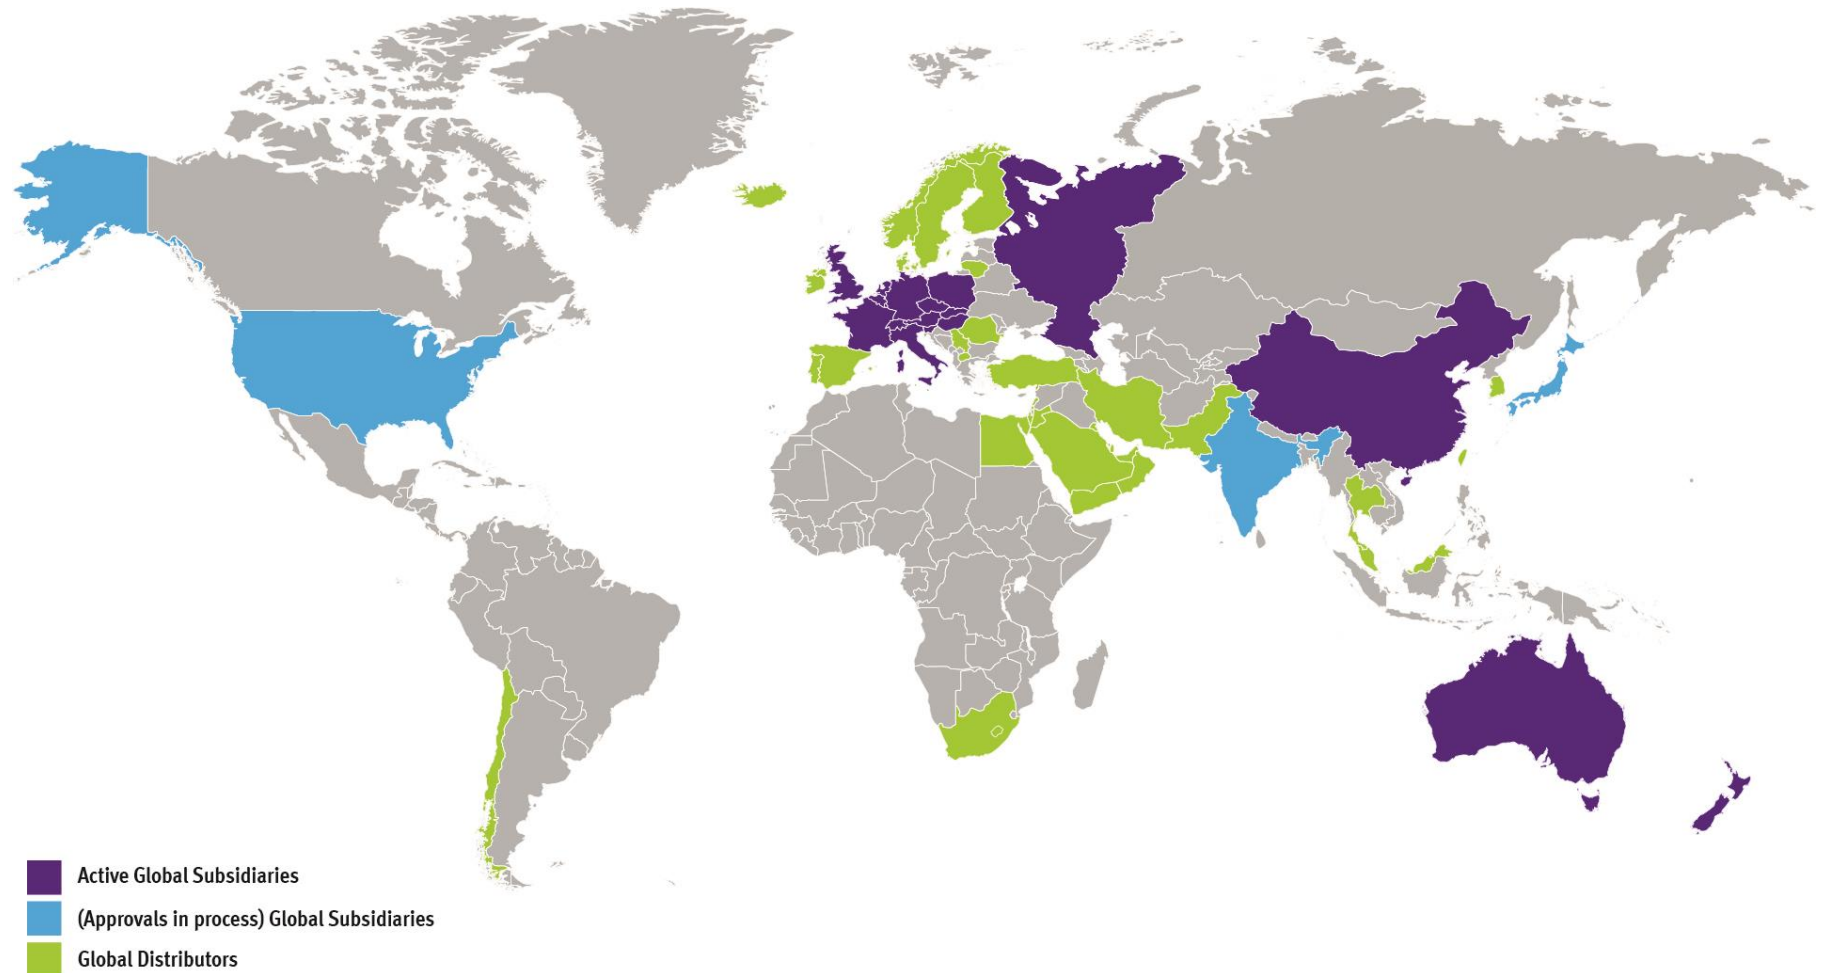 Active Global Subsidiaries
(Approvals in process) Global Subsidiaries
Global Distributors